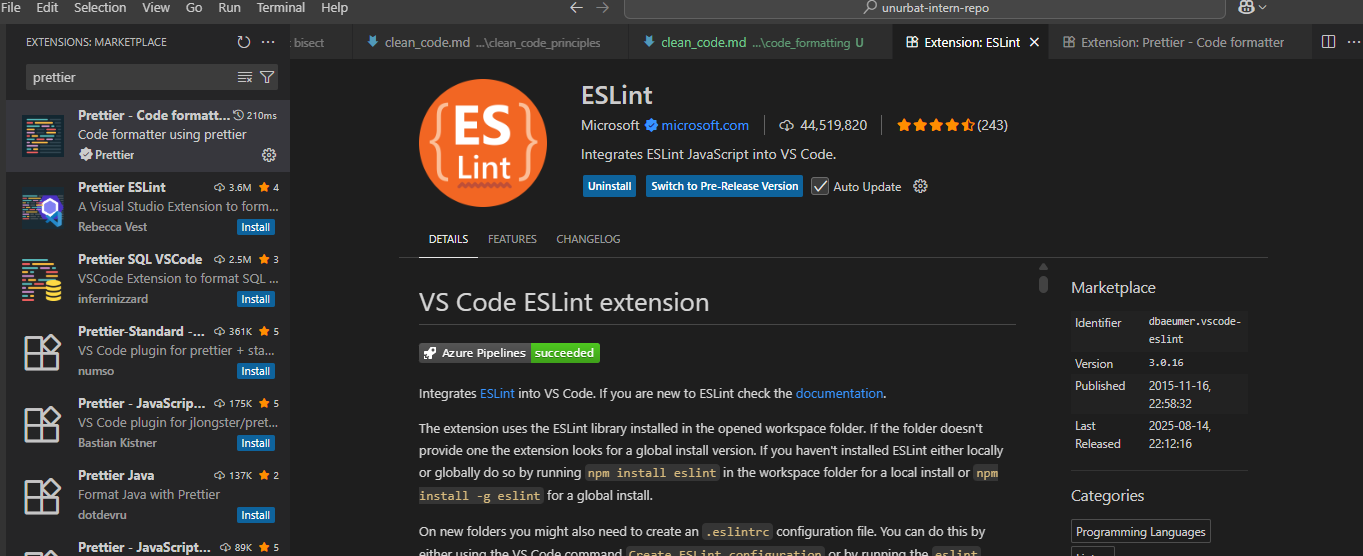 File Edit Selection View Go Run Terminal Help
unurbat-intern-repo
EXTENSIONS: MARKETPLACE
bisect
clean_code.md ...\clean_code_principles
clean_code.md ...\code_formatting U
Extension: ESLint
Extension: Prettier - Code formatter
prettier
Prettier - Code formatt... 210ms
Code formatter using prettier
Prettier
Prettier ESLint 3.6M 4
A Visual Studio Extension to form...
Rebecca Vest Install
Prettier SQL VSCode 2.5M 3
VSCode Extension to format SQL ...
inferrinizzard Install
Prettier-Standard -... 361K 5
VS Code plugin for prettier + sta...
numso Install
Prettier - JavaScrip... 175K 5
VS Code plugin for jlongster/pret...
Bastian Kistner Install
Prettier Java 137K 2
Format Java with Prettier
dotdevru Install
Prettier - JavaScript... 89K 5
ES
Lint
ESLint
Microsoft microsoft.com 44,519,820 (243)
Integrates ESLint JavaScript into VS Code.
Uninstall Switch to Pre-Release Version Auto Update
DETAILS FEATURES CHANGELOG
VS Code ESLint extension
Azure Pipelines succeeded
Integrates ESLint into VS Code. If you are new to ESLint check the documentation.
The extension uses the ESLint library installed in the opened workspace folder. If the folder doesn't
provide one the extension looks for a global install version. If you haven't installed ESLint either locally
or globally do so by running npm install eslint in the workspace folder for a local install or npm
install -g eslint for a global install.
On new folders you might also need to create an .eslintrc configuration file. You can do this by
either using the VS Code command Create ESLint configuration or by running the eslint
Marketplace
Identifier dbaeumer.vscode-
eslint
Version 3.0.16
Published 2015-11-16,
22:58:32
Last 2025-08-14,
Released 22:12:16
Categories
Programming Languages